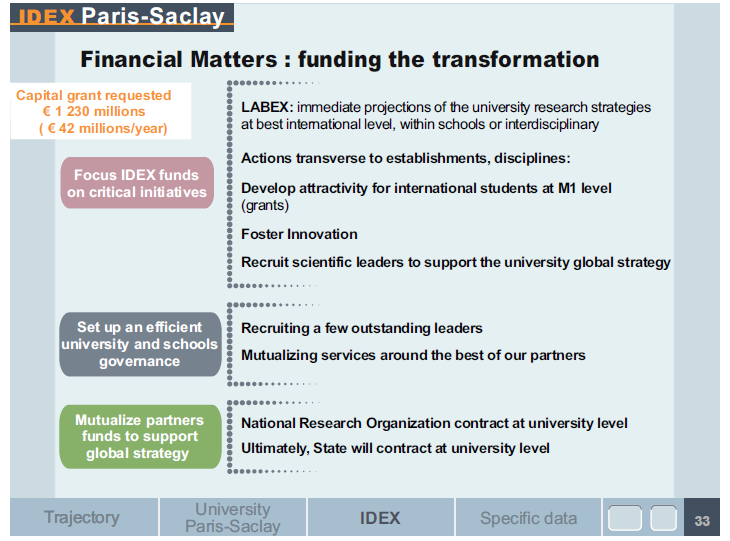 IDEX Paris-Saclay
Financial Matters : funding the transformation
Capital grant requested
€ 1 230 millions
( € 42 millions/year)
Focus IDEX funds
on critical initiatives
LABEX: immediate projections of the university research strategies
at best international level, within schools or interdisciplinary
Actions transverse to establishments, disciplines:
Develop attractivity for international students at M1 level
(grants)
Foster Innovation
Recruit scientific leaders to support the university global strategy
Set up an efficient
university and schools
governance
Recruiting a few outstanding leaders
Mutualizing services around the best of our partners
Mutualize partners
funds to support
global strategy
National Research Organization contract at university level
Ultimately, State will contract at university level
Trajectory
University
Paris-Saclay
IDEX
Specific data
33